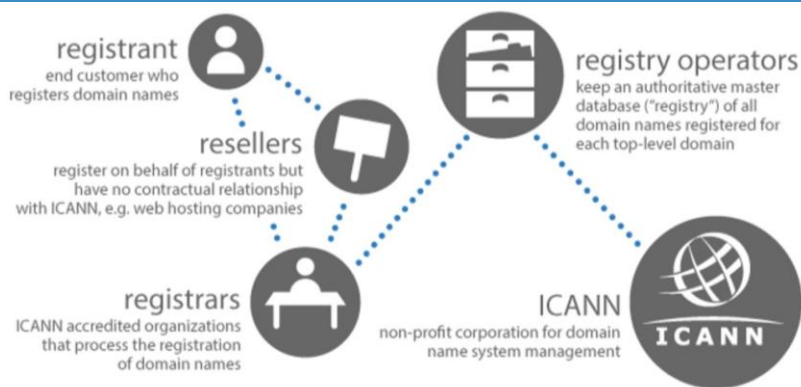 registrant
end customer who
registers domain names
resellers
register on behalf of registrants but
have no contractual relationship
with ICANN, e.g. web hosting companies
registrars
ICANN accredited organizations
that process the registration
of domain names
registry operators
keep an authoritative master
database ("registry") of all
domain names registered for
each top-level domain
ICANN
non-profit corporation for domain
name system management
ICANN